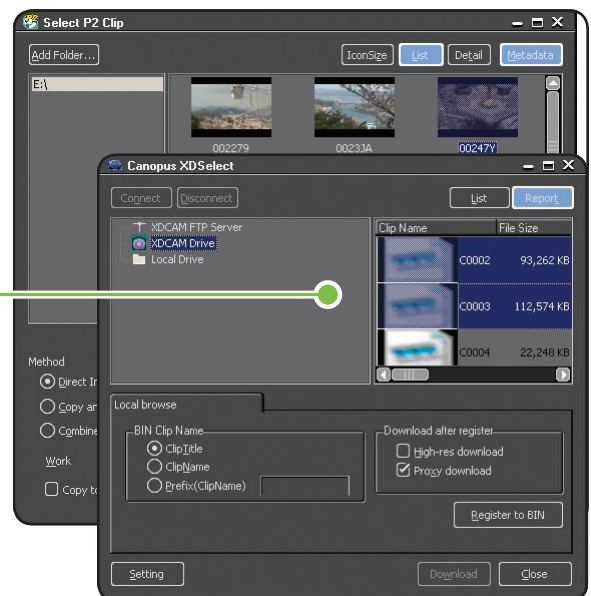 Select P2 Clip
Add Folder...
IconSize
List
Detail
Metadata
E:\
002279
0023JA
00247Y
Method
Direct In
Copy ar
Combine
Work
Copy to
Canopus XDSelect
Connect
Disconnect
List
Report
XDCAM FTP Server
XDCAM Drive
Local Drive
Clip Name
File Size
C0002 93,262 KB
C0003 112,574 KB
C0004 22,248 KB
Local browse
BIN Clip Name
ClipTitle
ClipName
Prefix(ClipName)
Download after register
High-res download
Proxy download
Register to BIN
Setting
Download
Close